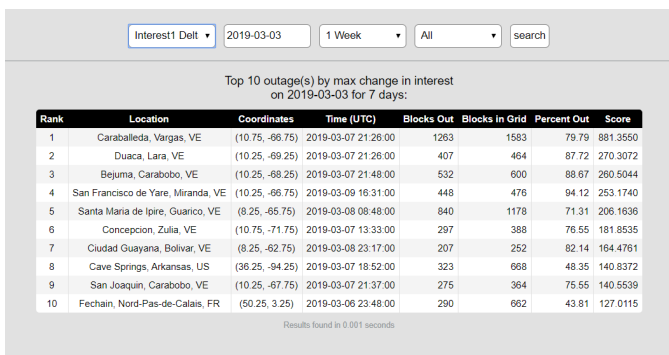 Interest1 Delt 2019-03-03 1 Week All search
Top 10 outage(s) by max change in interest
on 2019-03-03 for 7 days:
Rank Location Coordinates Time (UTC) Blocks Out Blocks in Grid Percent Out Score
1 Caraballeda, Vargas, VE (10.75, -66.75) 2019-03-07 21:26:00 1263 1583 79.79 881.3550
2 Duaca, Lara, VE (10.25, -69.25) 2019-03-07 21:26:00 407 464 87.72 270.3072
3 Bejuma, Carabobo, VE (10.25, -68.25) 2019-03-07 21:48:00 532 600 88.67 260.5044
4 San Francisco de Yare, Miranda, VE (10.25, -66.75) 2019-03-09 16:31:00 448 476 94.12 253.1740
5 Santa Maria de Ipire, Guarico, VE (8.25, -65.75) 2019-03-08 08:48:00 840 1178 71.31 206.1636
6 Concepcion, Zulia, VE (10.75, -71.75) 2019-03-07 13:33:00 297 388 76.55 181.8535
7 Ciudad Guayana, Bolivar, VE (8.25, -62.75) 2019-03-08 23:17:00 207 252 82.14 164.4761
8 Cave Springs, Arkansas, US (36.25, -94.25) 2019-03-07 18:52:00 323 668 48.35 140.8372
9 San Joaquin, Carabobo, VE (10.25, -67.75) 2019-03-07 21:37:00 275 364 75.55 140.5539
10 Fechain, Nord-Pas-de-Calais, FR (50.25, 3.25) 2019-03-06 23:48:00 290 662 43.81 127.0115
Results found in 0.001 seconds